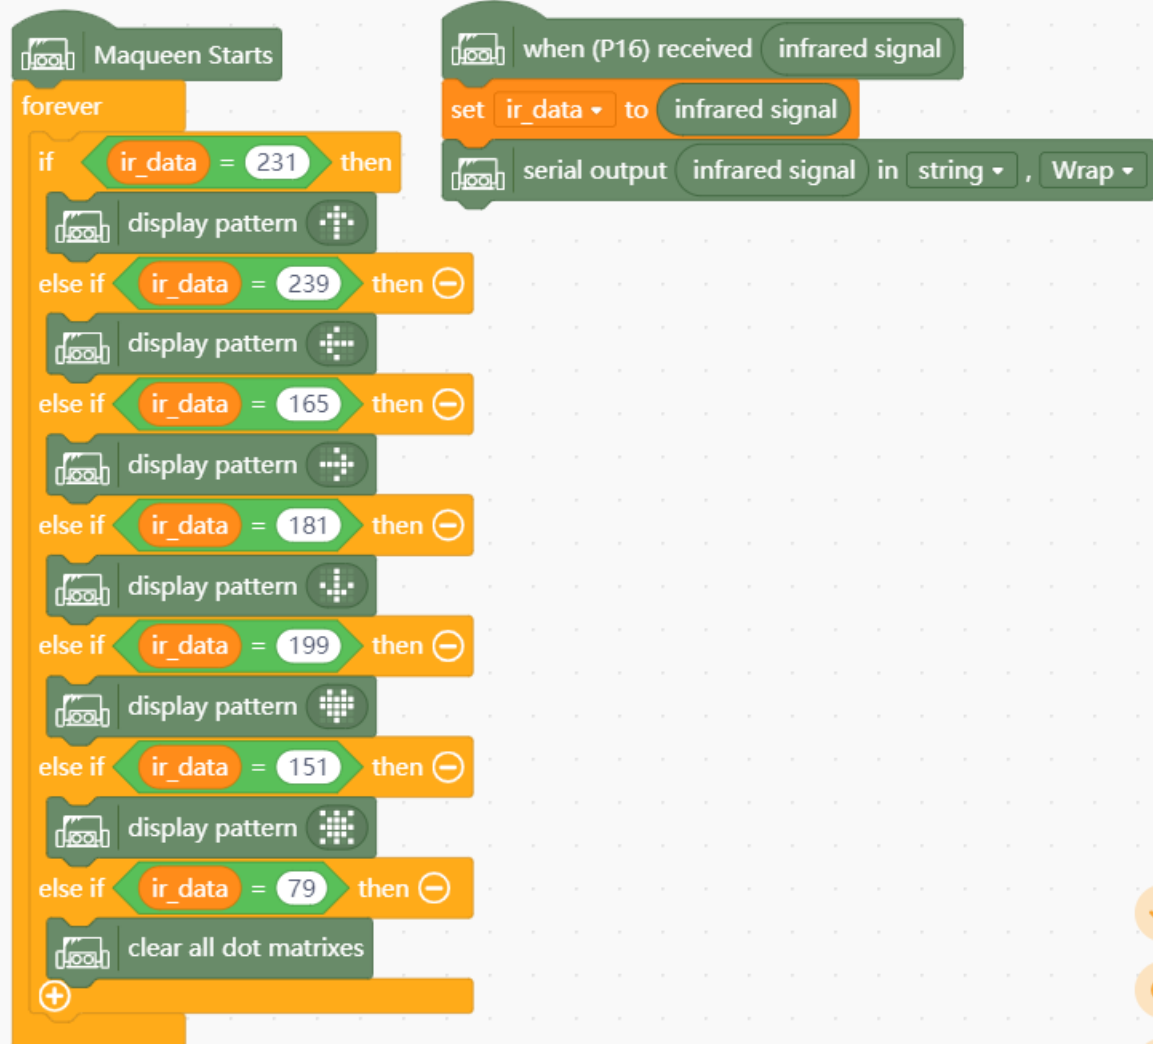 Maqueen Starts
forever
if ir_data = 231 then
display pattern
else if ir_data = 239 then
display pattern
else if ir_data = 165 then
display pattern
else if ir_data = 181 then
display pattern
else if ir_data = 199 then
display pattern
else if ir_data = 151 then
display pattern
else if ir_data = 79 then
clear all dot matrixes
when (P16) received infrared signal
set ir_data to infrared signal
serial output infrared signal in string , Wrap